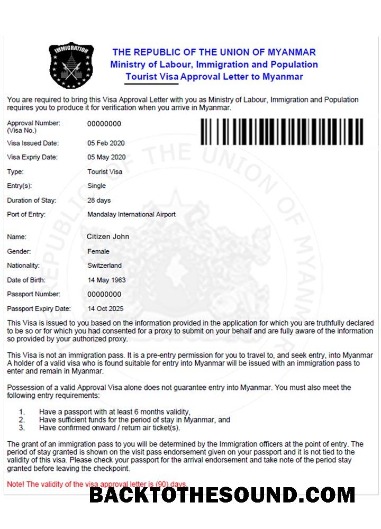 IMMIGRATION
THE REPUBLIC OF THE UNION OF MYANMAR
Ministry of Labour, Immigration and Population
Tourist Visa Approval Letter to Myanmar
You are required to bring this Visa Approval Letter with you as Ministry of Labour, Immigration and Population
requires you to produce it for verification when you arrive in Myanmar.
Approval Number: 00000000
(Visa No.)
Visa Issued Date: 05 Feb 2020
Visa Expriy Date: 05 May 2020
Type: Tourist Visa
Entry(s): Single
Duration of Stay: 28 days
Port of Entry: Mandalay International Airport
Name: Citizen John
Gender: Female
Nationality: Switzerland
Date of Birth: 14 May 1963
Passport Number: 00000000
Passport Expiry Date: 14 Oct 2025
REPUBLIC OF THE UNION OF MYANMAR
This Visa is issued to you based on the information provided in the application for which you are truthfully declared
to be so or for which you had consented for a proxy to submit on your behalf and are fully aware of the information
so provided by your authorized proxy.
This Visa is not an immigration pass. It is a pre-entry permission for you to travel to, and seek entry, into Myanmar
A holder of a valid visa who is found suitable for entry into Myanmar will be issued with an immigration pass to
enter and remain in Myanmar.
Possession of a valid Approval Visa alone does not guarantee entry into Myanmar. You must also meet the
following entry requirements:
1. Have a passport with at least 6 months validity,
2. Have sufficient funds for the period of stay in Myanmar, and
3. Have confirmed onward / return air ticket(s).
The grant of an immigration pass to you will be determined by the Immigration officers at the point of entry. The
period of stay granted is shown on the visit pass endorsement given on your passport and it is not tied to the
validity of this visa. Please check your passport for the arrival endorsement and take note of the period stay
granted before leaving the checkpoint.
Note! The validity of the visa approval letter is (90) days.
BACKTOTHESOUND.COM